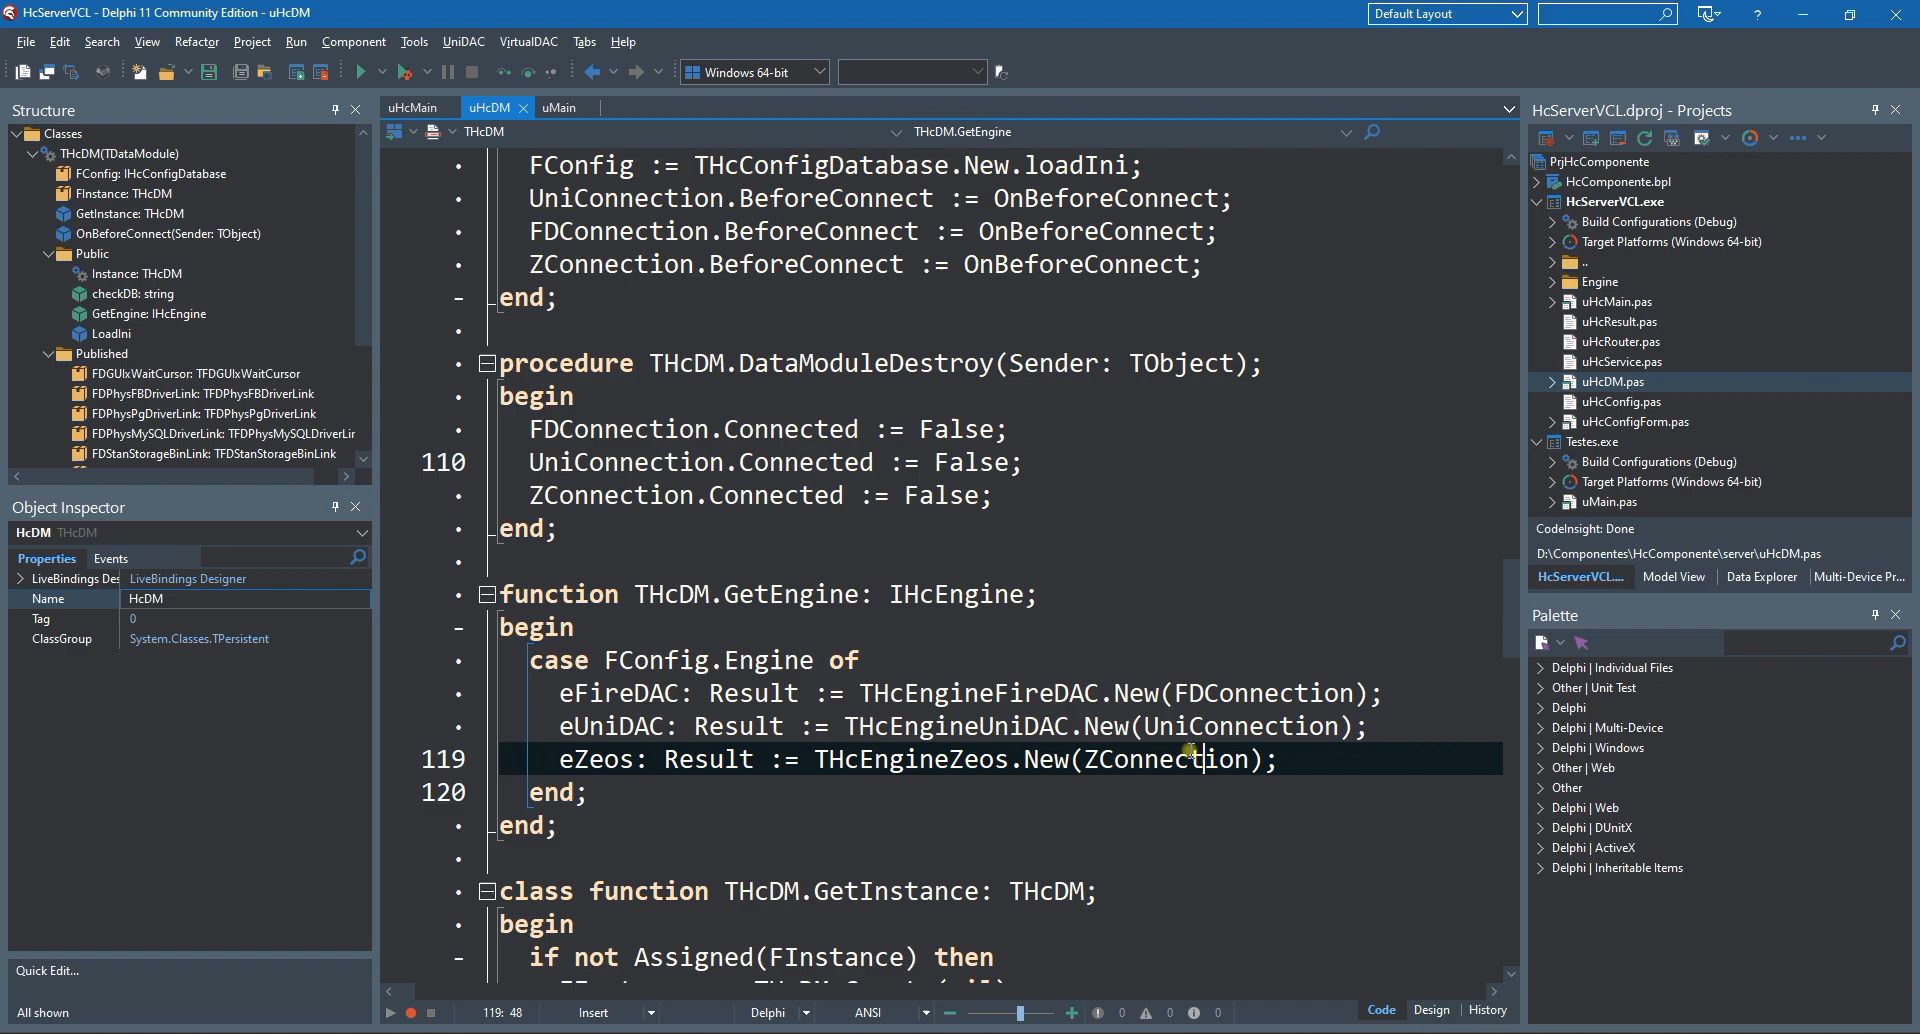 HcServerVCL - Delphi 11 Community Edition - uHcDM
Default Layout
File Edit Search View Refactor Project Run Component Tools UniDAC VirtualDAC Tabs Help
Windows 64-bit
Structure
Classes
THcDM(TDataModule)
FConfig: IHcConfigDatabase
FInstance: THcDM
GetInstance: THcDM
OnBeforeConnect(Sender: TObject)
Public
Instance: THcDM
checkDB: string
GetEngine: IHcEngine
LoadIni
Published
FDGUIxWaitCursor: TFDGUIxWaitCursor
FDPhysFBDriverLink: TFDPhysFBDriverLink
FDPhysPgDriverLink: TFDPhysPgDriverLink
FDPhysMySQLDriverLink: TFDPhysMySQLDriverLir
FDStanStorageBinLink: TFDStanStorageBinLink
Object Inspector
HcDM THcDM
Properties Events
LiveBindings Des LiveBindings Designer
Name HcDM
Tag 0
ClassGroup System.Classes.TPersistent
Quick Edit...
All shown
uHcMain uHcDM uMain
THcDM THcDM.GetEngine
FConfig := THcConfigDatabase.New.loadIni;
UniConnection.BeforeConnect := OnBeforeConnect;
FDConnection.BeforeConnect := OnBeforeConnect;
ZConnection.BeforeConnect := OnBeforeConnect;
end;
procedure THcDM.DataModuleDestroy(Sender: TObject);
begin
FDConnection.Connected := False;
110 UniConnection.Connected := False;
ZConnection.Connected := False;
end;
function THcDM.GetEngine: IHcEngine;
begin
case FConfig.Engine of
eFireDAC: Result := THcEngineFireDAC.New(FDConnection);
eUniDAC: Result := THcEngineUniDAC.New(UniConnection);
119 eZeos: Result := THcEngineZeos.New(ZConnection);
120 end;
end;
class function THcDM.GetInstance: THcDM;
begin
if not Assigned(FInstance) then
119: 48 Insert Delphi ANSI 0 0 0 Code Design History
HcServerVCL.dproj - Projects
PrjHcComponente
HcComponente.bpl
HcServerVCL.exe
Build Configurations (Debug)
Target Platforms (Windows 64-bit)
..
Engine
uHcMain.pas
uHcResult.pas
uHcRouter.pas
uHcService.pas
uHcDM.pas
uHcConfig.pas
uHcConfigForm.pas
Testes.exe
Build Configurations (Debug)
Target Platforms (Windows 64-bit)
uMain.pas
CodeInsight: Done
D:\Componentes\HcComponente\server\uHcDM.pas
HcServerVCL.... Model View Data Explorer Multi-Device Pr...
Palette
Delphi | Individual Files
Other | Unit Test
Delphi
Delphi | Multi-Device
Delphi | Windows
Other | Web
Other
Delphi | Web
Delphi | DUnitX
Delphi | ActiveX
Delphi | Inheritable Items